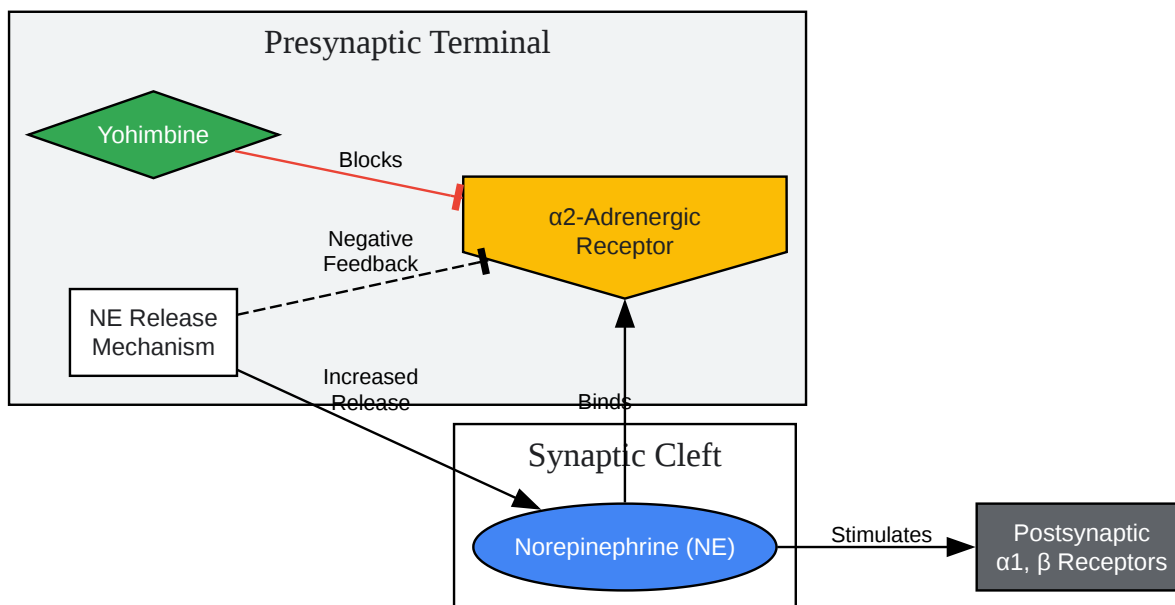 Presynaptic Terminal
Yohimbine
Blocks
α2-Adrenergic
Receptor
Negative
Feedback
NE Release
Mechanism
Increased
Release
Binds
Synaptic Cleft
Norepinephrine (NE)
Stimulates
Postsynaptic
α1, β Receptors